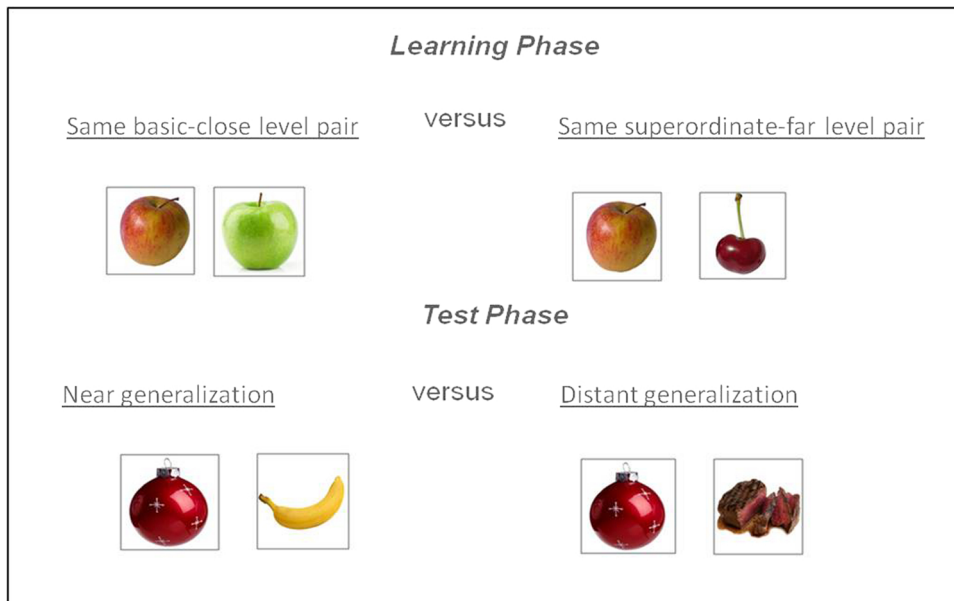 Learning Phase
Same basic-close level pair versus Same superordinate-far level pair
Test Phase
Near generalization versus Distant generalization